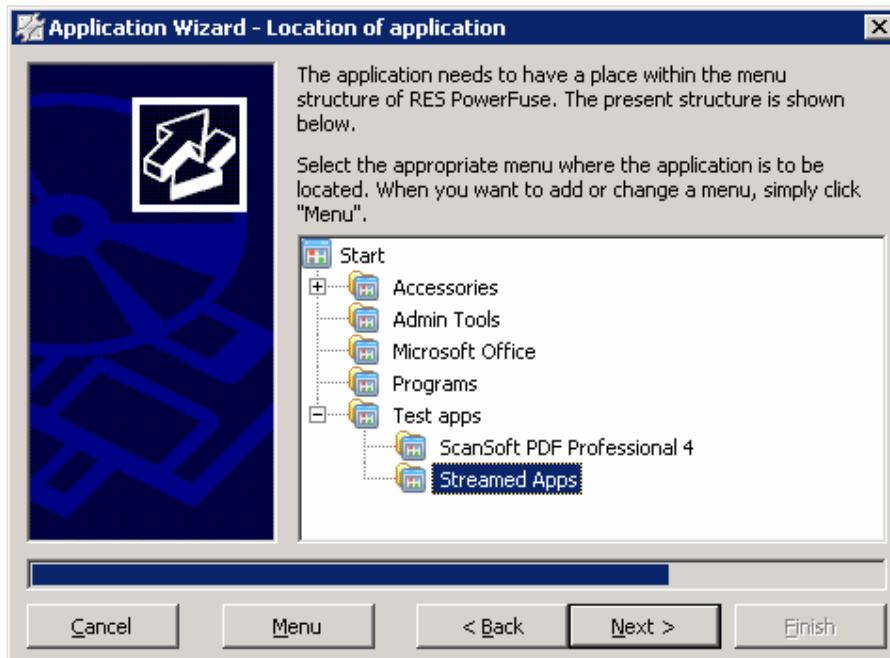 Application Wizard - Location of application
The application needs to have a place within the menu
structure of RES PowerFuse. The present structure is shown
below.
Select the appropriate menu where the application is to be
located. When you want to add or change a menu, simply click
"Menu".
Start
Accessories
Admin Tools
Microsoft Office
Programs
Test apps
ScanSoft PDF Professional 4
Streamed Apps
Cancel
Menu
< Back
Next >
Finish